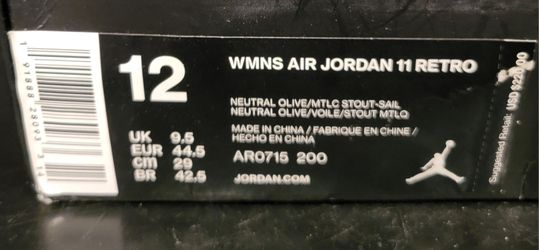 12
WMNS AIR JORDAN 11 RETRO
NEUTRAL OLIVE/MTLC STOUT-SAIL
NEUTRAL OLIVE/VOILE/STOUT MTLQ
MADE IN CHINA / FABRIQUÉ EN CHINE /
HECHO EN CHINA
UK 9.5
EUR 44.5
cm 29
BR 42.5
AR0715 200
JORDAN.COM
Suggested Retail: USD $220.00